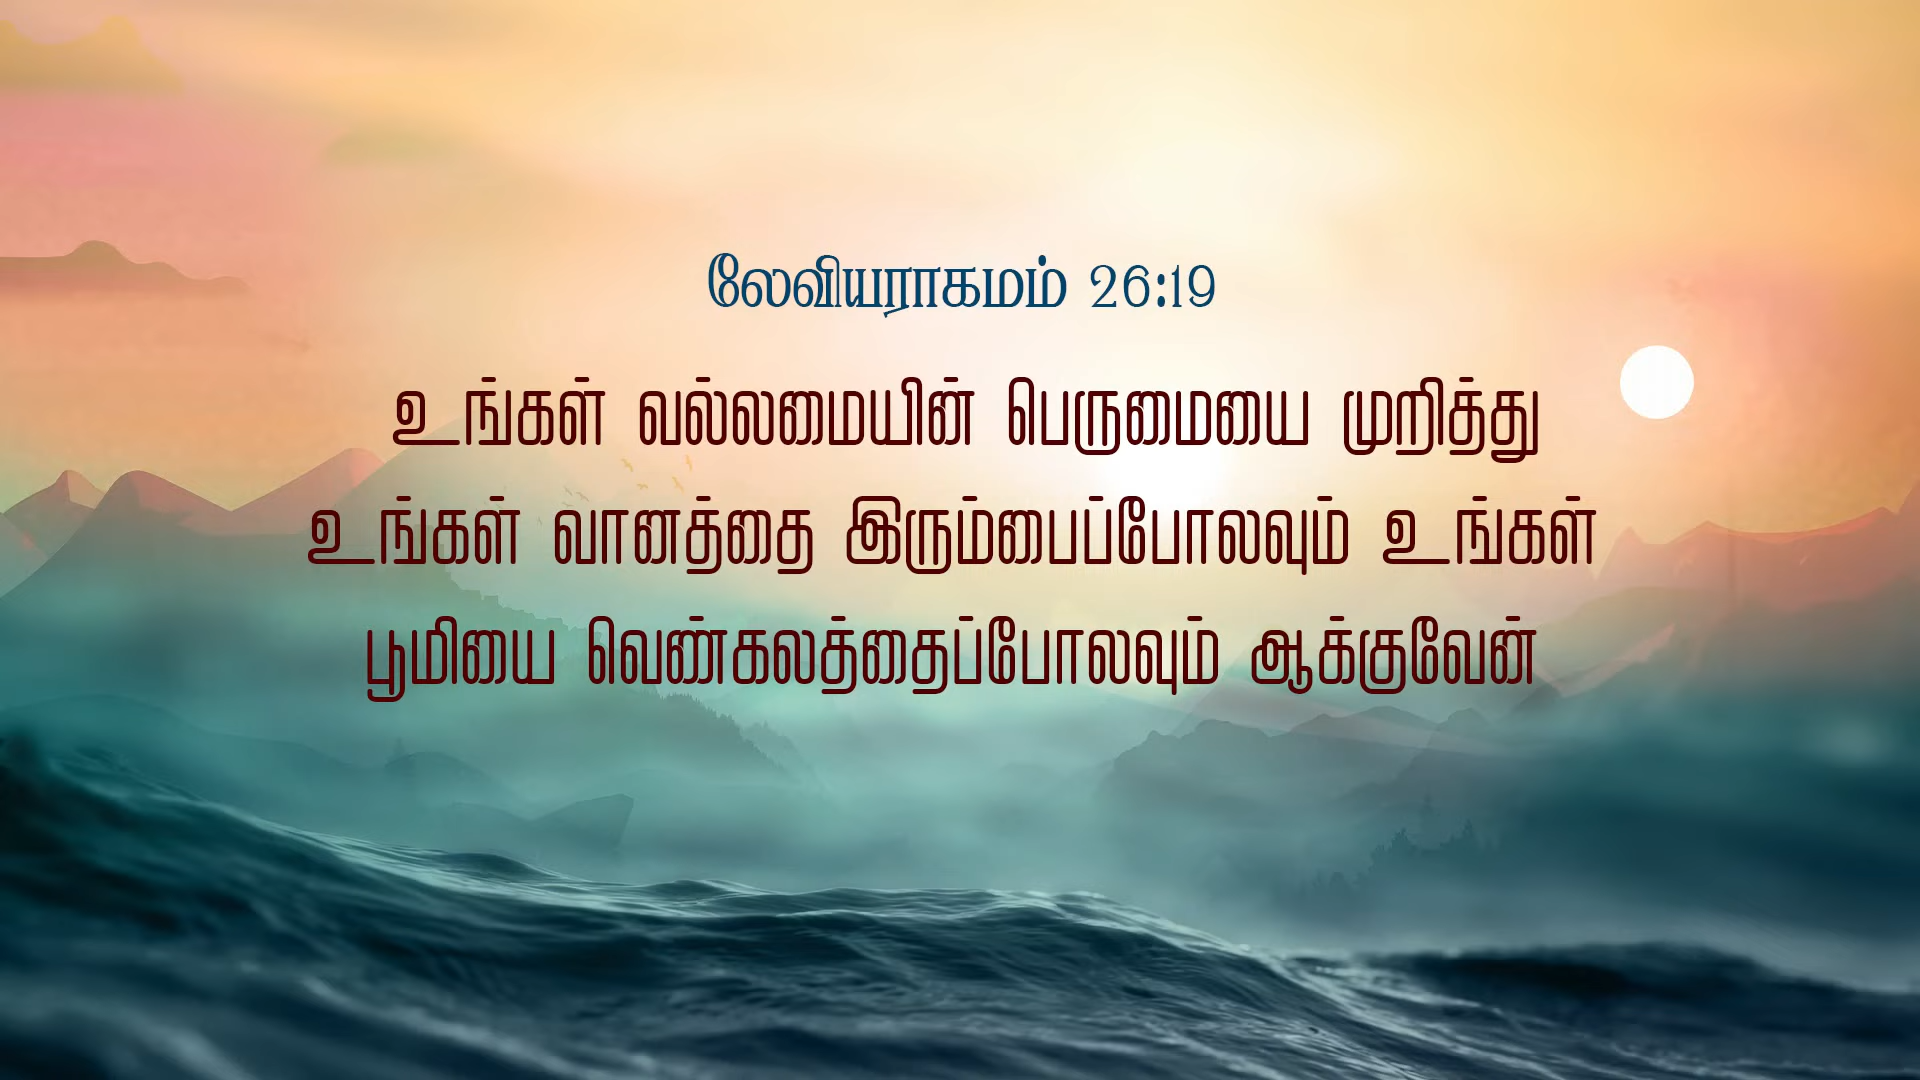 லேவியராகமம் 26:19
உங்கள் வல்லமையின் பெருமையை முறித்து
உங்கள் வானத்தை இரும்பைப்போலவும் உங்கள்
பூமியை வெண்கலத்தைப்போலவும் ஆக்குவேன்